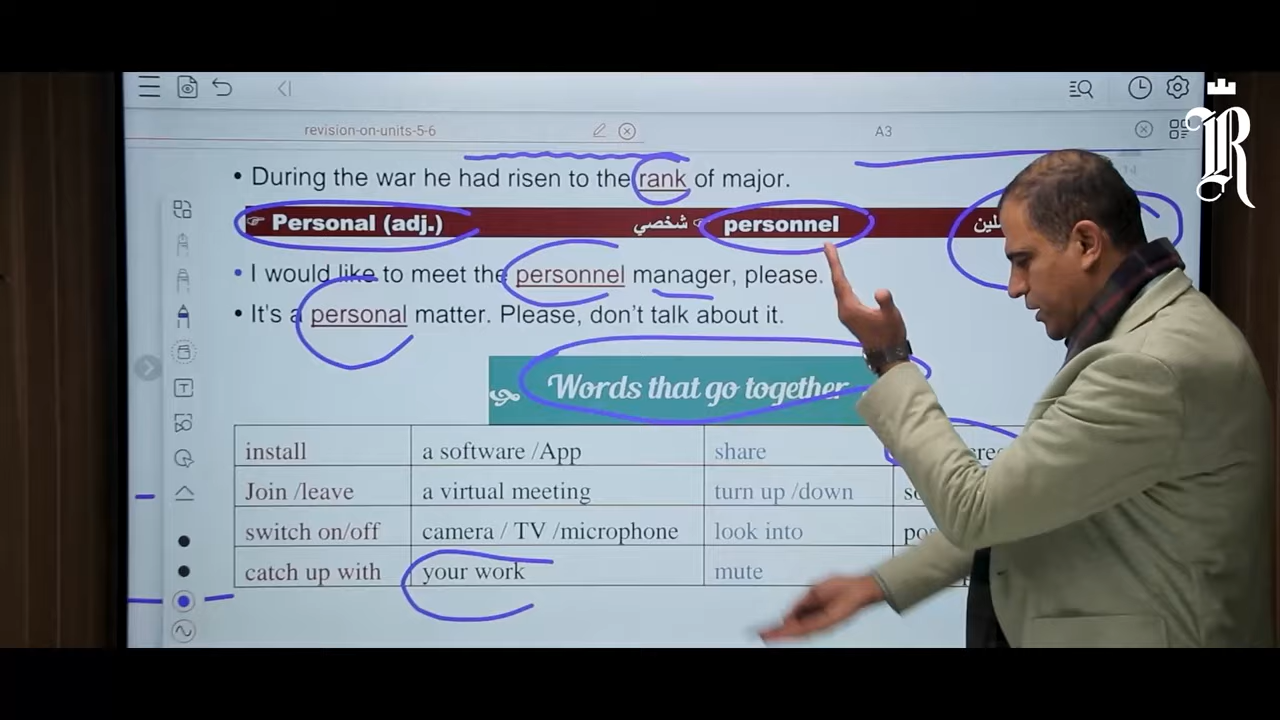 revision-on-units-5-6
A3
R
• During the war he had risen to the rank of major.
☞ Personal (adj.) شخصي ☞ personnel
• I would like to meet the personnel manager, please.
• It's a personal matter. Please, don't talk about it.
Words that go together
install a software /App share
Join /leave a virtual meeting turn up /down
switch on/off camera / TV /microphone look into
catch up with your work mute